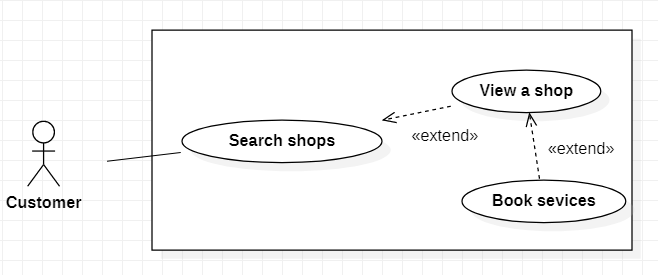 View a shop
Search shops
«extend»
«extend»
Customer
Book sevices